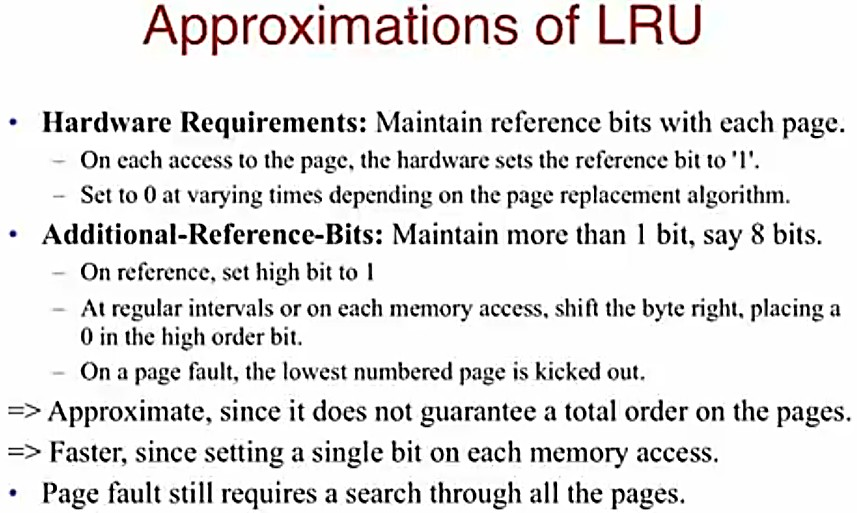 Approximations of LRU
• Hardware Requirements: Maintain reference bits with each page.
– On each access to the page, the hardware sets the reference bit to '1'.
– Set to 0 at varying times depending on the page replacement algorithm.
• Additional-Reference-Bits: Maintain more than 1 bit, say 8 bits.
– On reference, set high bit to 1
– At regular intervals or on each memory access, shift the byte right, placing a
0 in the high order bit.
– On a page fault, the lowest numbered page is kicked out.
=> Approximate, since it does not guarantee a total order on the pages.
=> Faster, since setting a single bit on each memory access.
• Page fault still requires a search through all the pages.